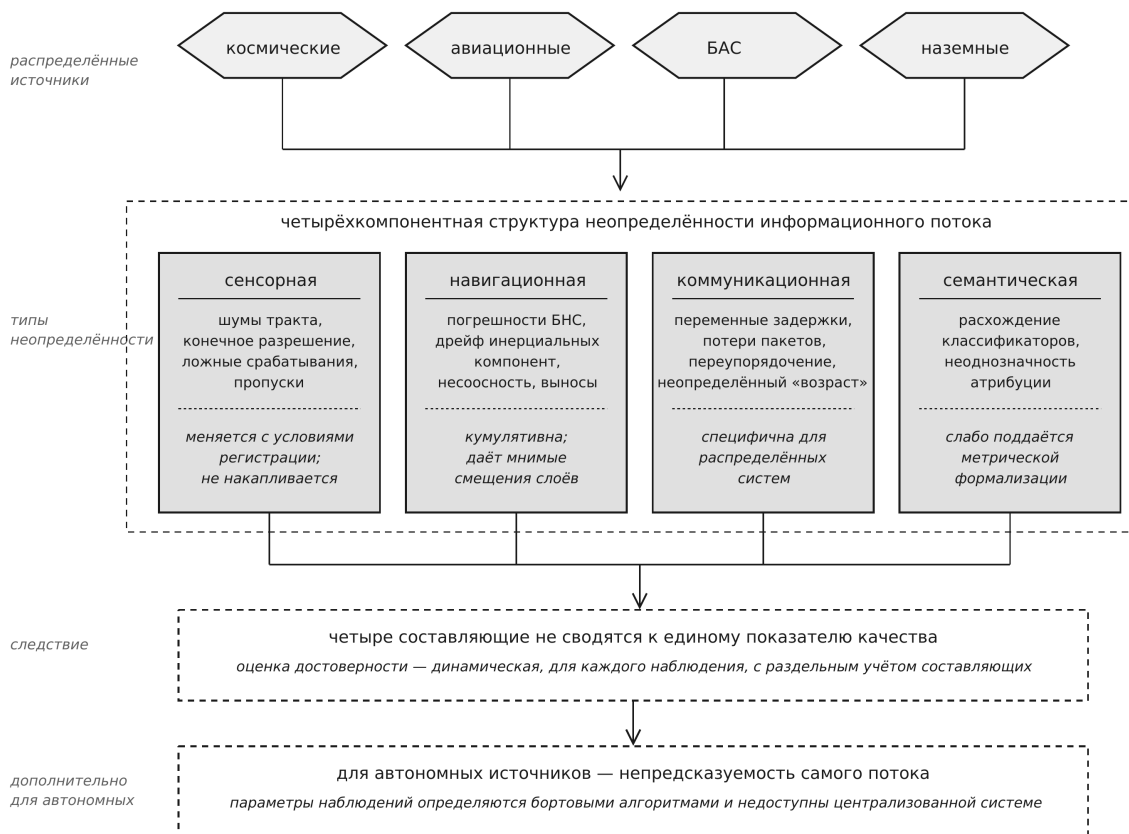 космические
авиационные
БАС
наземные
распределённые
источники
четырёхкомпонентная структура неопределённости информационного потока
типы
неопределённости
сенсорная
шумы тракта,
конечное разрешение,
ложные срабатывания,
пропуски
меняется с условиями
регистрации;
не накапливается
навигационная
погрешности БНС,
дрейф инерциальных
компонент,
несоосность, выносы
кумулятивна;
даёт мнимые
смещения слоёв
коммуникационная
переменные задержки,
потери пакетов,
переупорядочение,
неопределённый «возраст»
специфична для
распределённых
систем
семантическая
расхождение
классификаторов,
неоднозначность
атрибуции
слабо поддаётся
метрической
формализации
следствие
четыре составляющие не сводятся к единому показателю качества
оценка достоверности — динамическая, для каждого наблюдения, с раздельным учётом составляющих
дополнительно
для автономных
для автономных источников — непредсказуемость самого потока
параметры наблюдений определяются бортовыми алгоритмами и недоступны централизованной системе